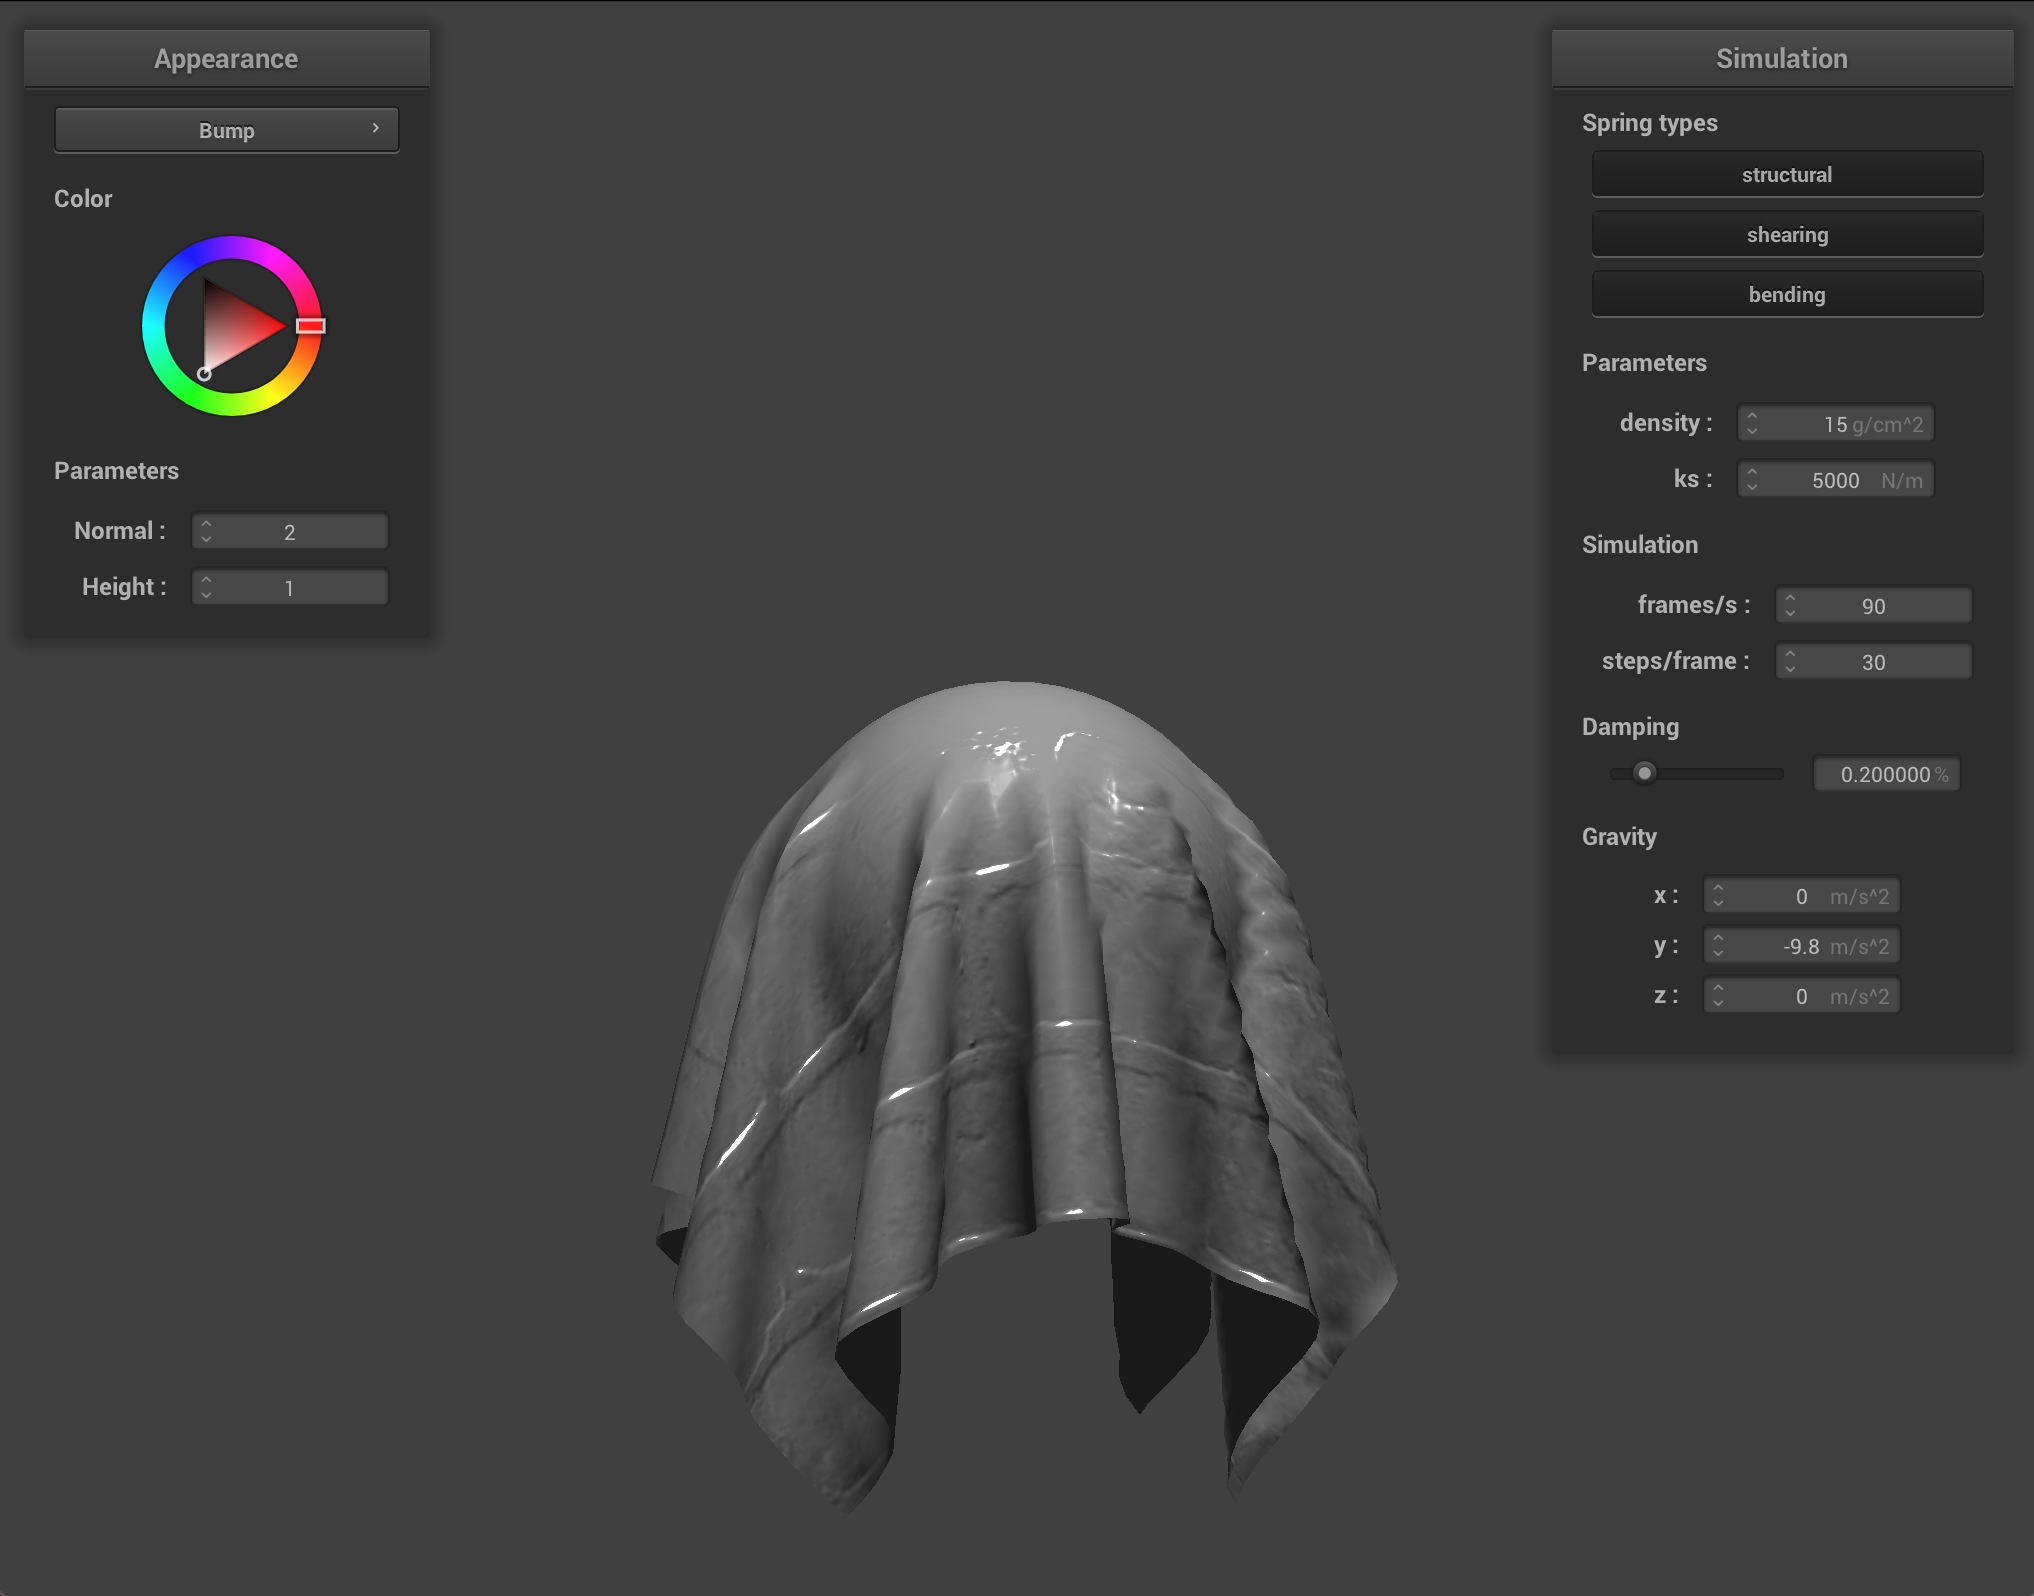 Appearance
Bump
Color
Parameters
Normal : 2
Height : 1
Simulation
Spring types
structural
shearing
bending
Parameters
density : 15 g/cm^2
ks : 5000 N/m
Simulation
frames/s : 90
steps/frame : 30
Damping
0.200000 %
Gravity
x : 0 m/s^2
y : -9.8 m/s^2
z : 0 m/s^2